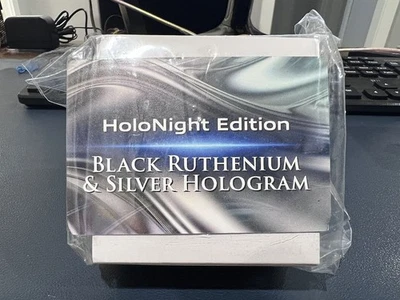 HoloNight Edition
BLACK RUTHENIUM
& SILVER HOLOGRAM